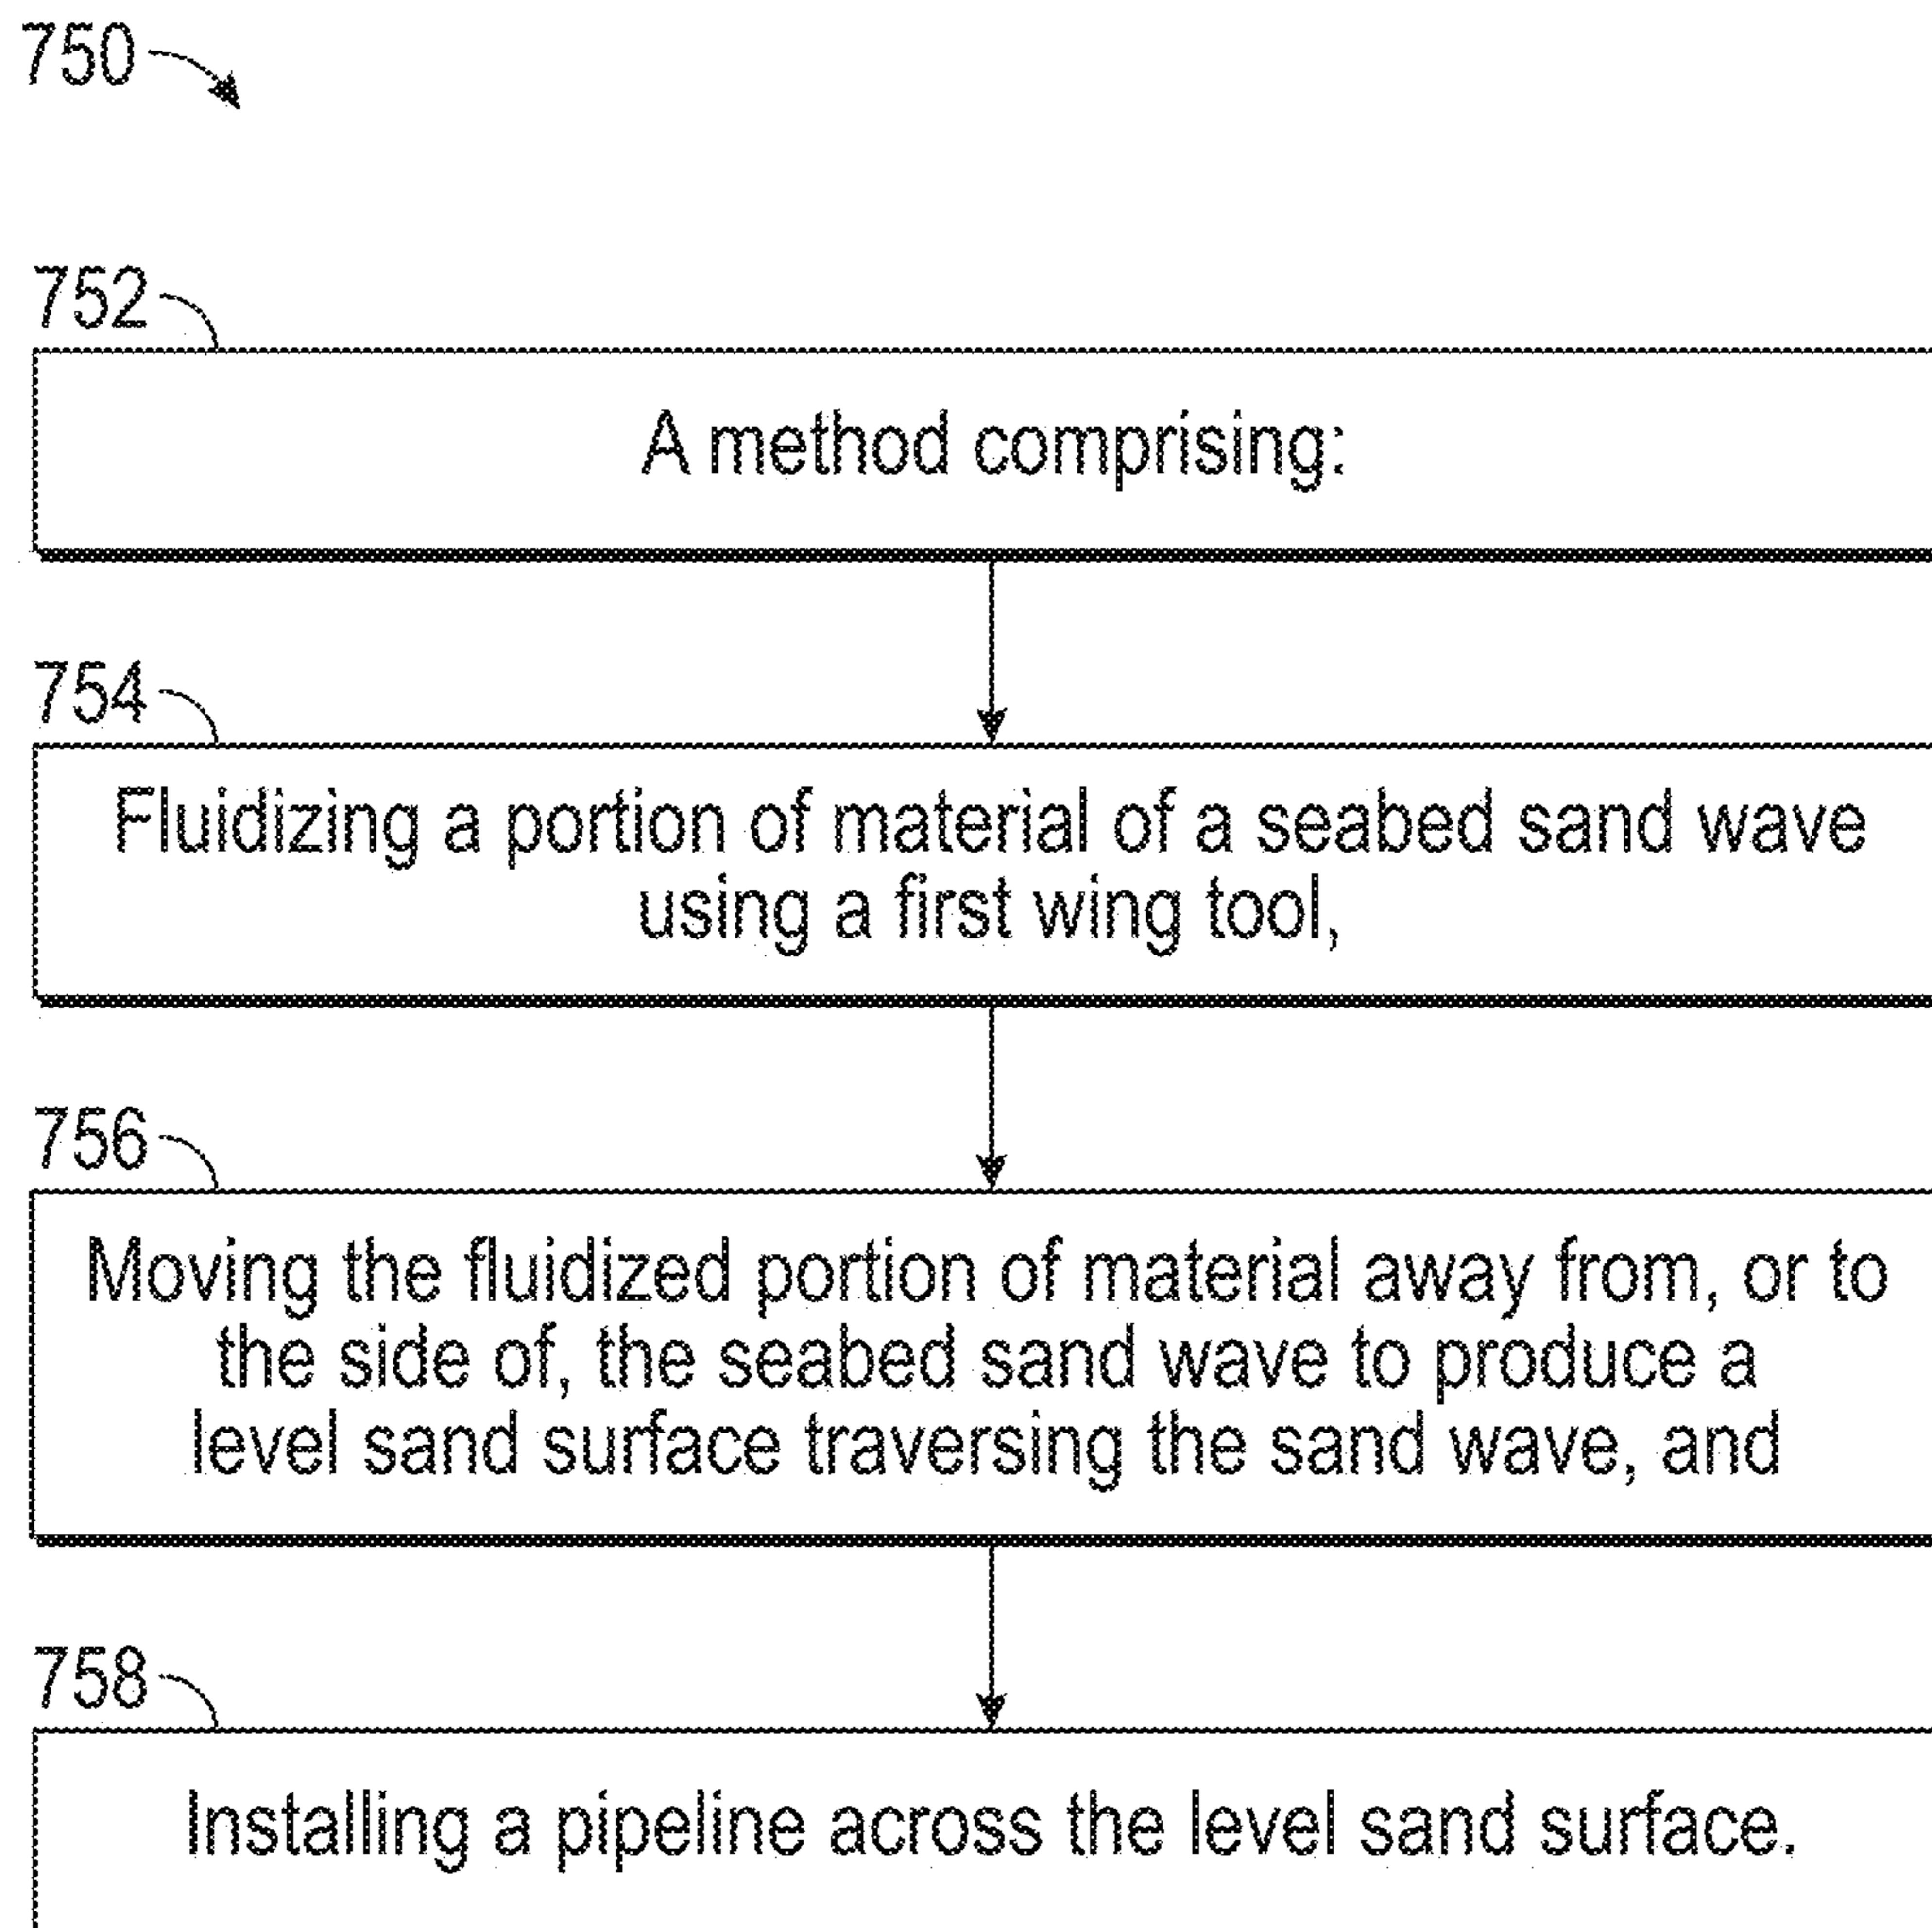 750
752
A method comprising:
754
Fluidizing a portion of material of a seabed sand wave
using a first wing tool,
756
Moving the fluidized portion of material away from, or to
the side of, the seabed sand wave to produce a
level sand surface traversing the sand wave, and
758
Installing a pipeline across the level sand surface.